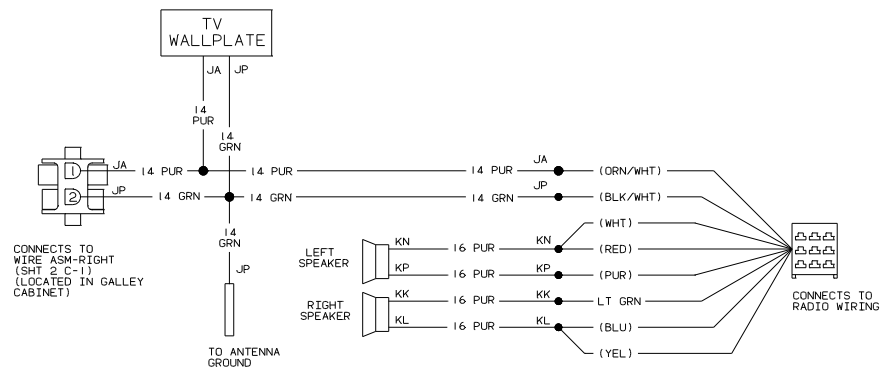 TV
WALLPLATE
JA JP
14
PUR
14
GRN
1 JA 14 PUR 14 PUR 14 PUR JA (ORN/WHT)
2 JP 14 GRN 14 GRN 14 GRN JP (BLK/WHT)
(WHT)
14
GRN
JP
CONNECTS TO
WIRE ASM-RIGHT
(SHT 2 C-1)
(LOCATED IN GALLEY
CABINET)
LEFT
SPEAKER
KN 16 PUR KN (RED)
KP 16 PUR KP (PUR)
RIGHT
SPEAKER
KK 16 PUR KK LT GRN
KL 16 PUR KL (BLU)
(YEL)
CONNECTS TO
RADIO WIRING
TO ANTENNA
GROUND